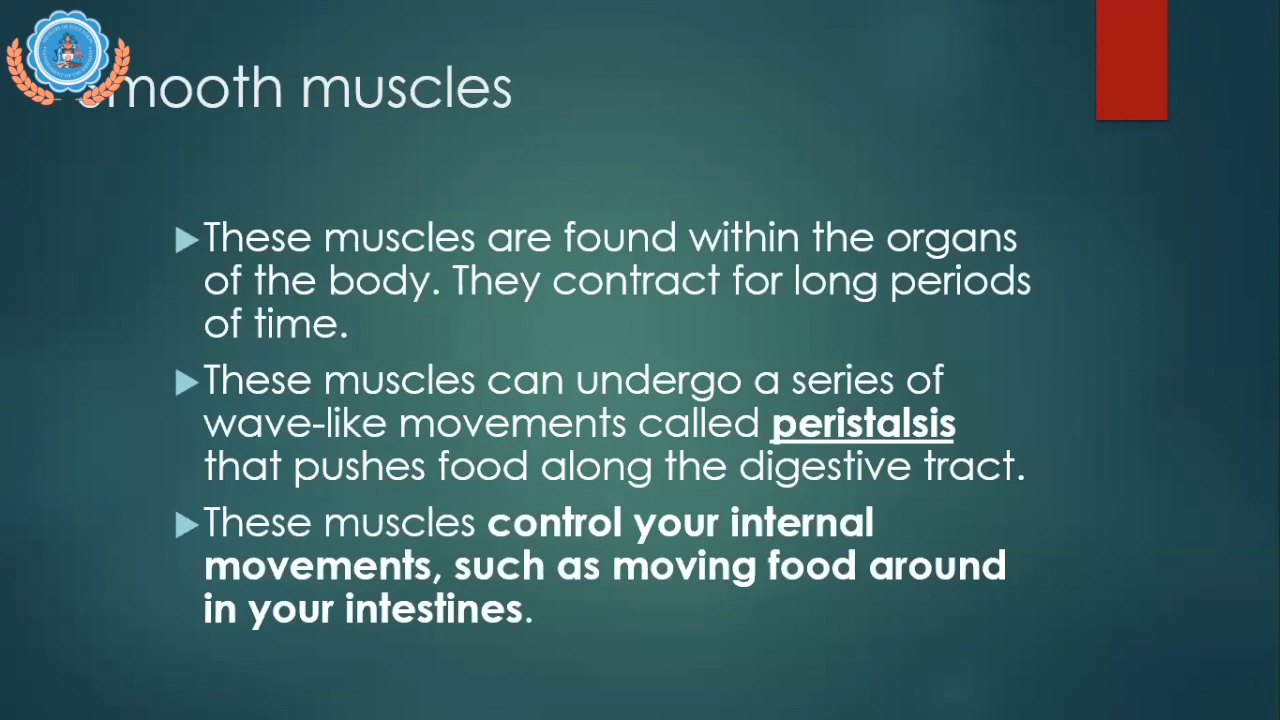 Smooth muscles
These muscles are found within the organs
of the body. They contract for long periods
of time.
These muscles can undergo a series of
wave-like movements called peristalsis
that pushes food along the digestive tract.
These muscles control your internal
movements, such as moving food around
in your intestines.